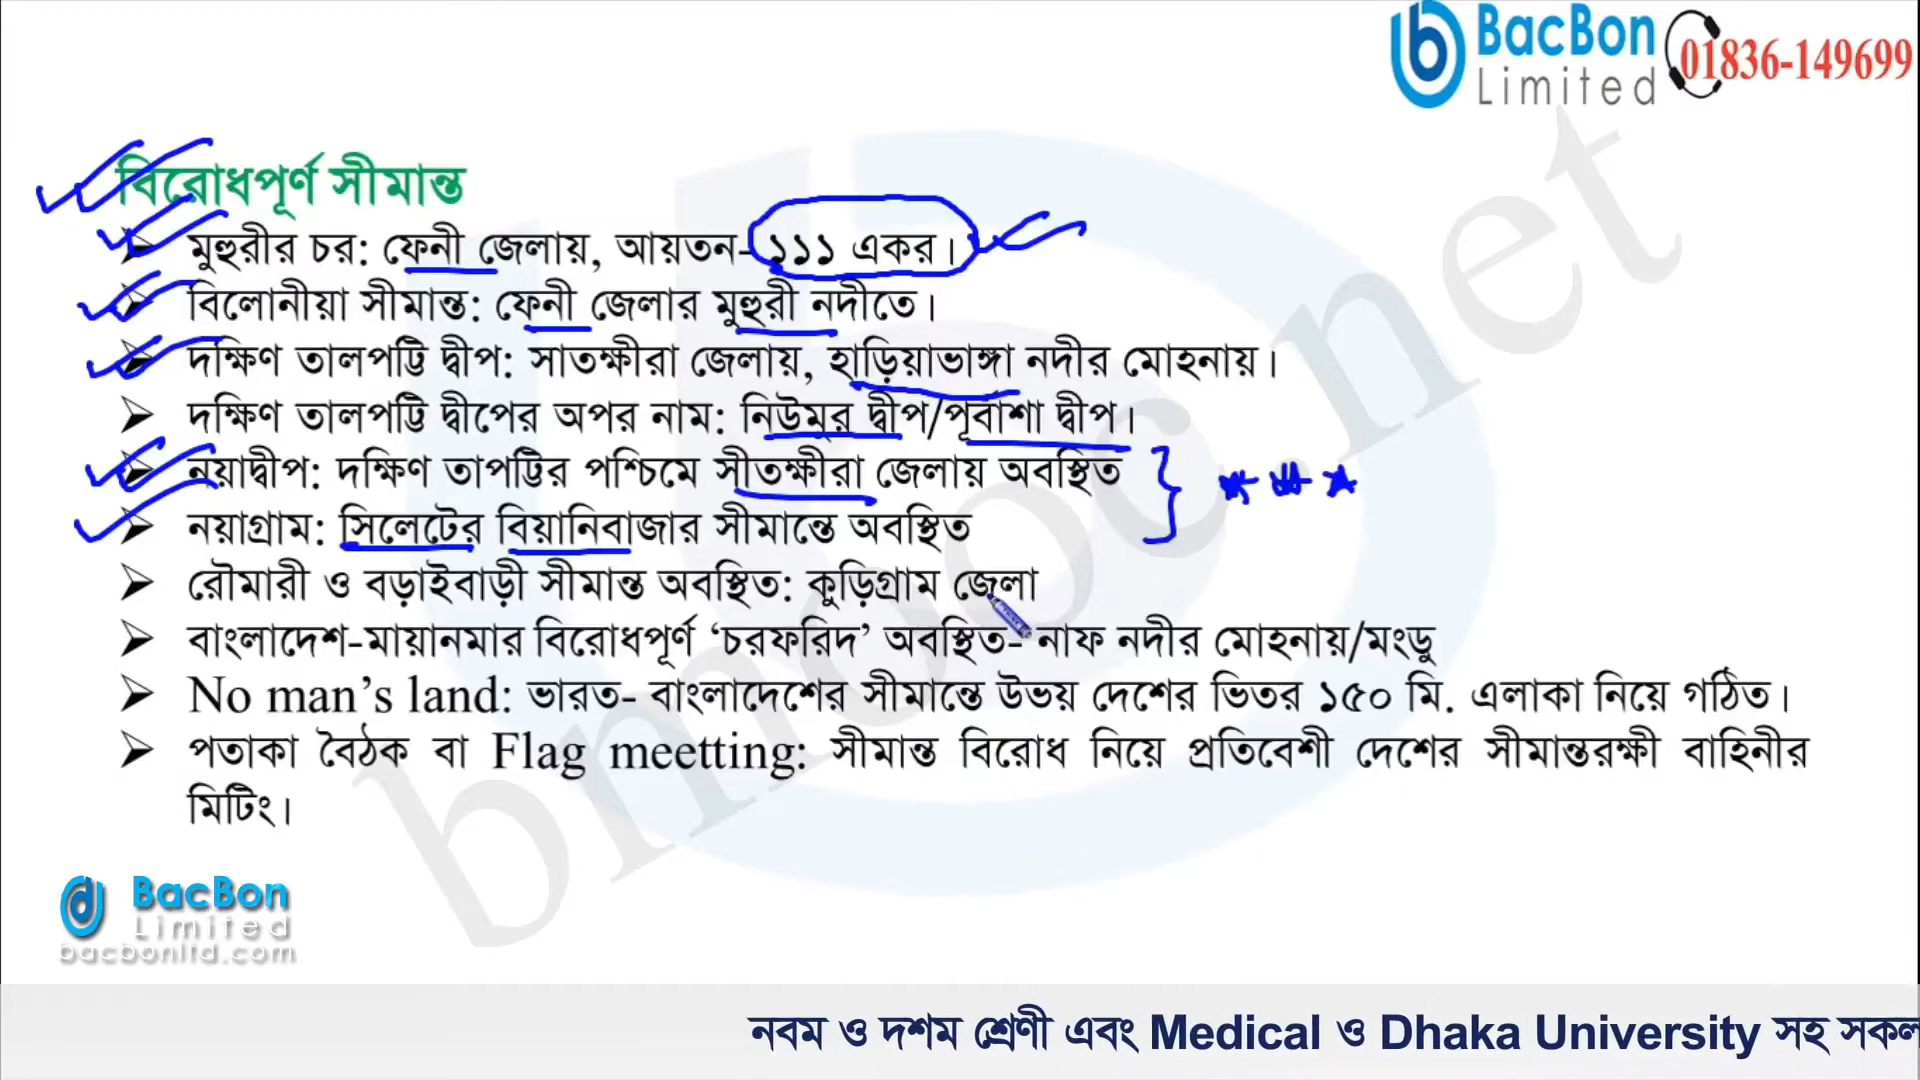 BacBon
Limited
01836-149699
বিরোধপূর্ণ সীমান্ত
➢ মুহুরীর চর: ফেনী জেলায়, আয়তন- ১১১ একর।
➢ বিলোনীয়া সীমান্ত: ফেনী জেলার মুহুরী নদীতে।
➢ দক্ষিণ তালপট্টি দ্বীপ: সাতক্ষীরা জেলায়, হাড়িয়াভাঙ্গা নদীর মোহনায়।
➢ দক্ষিণ তালপট্টি দ্বীপের অপর নাম: নিউমুর দ্বীপ/পূর্বাশা দ্বীপ।
➢ নয়াদ্বীপ: দক্ষিণ তাপট্টির পশ্চিমে সীতক্ষীরা জেলায় অবস্থিত
➢ নয়াগ্রাম: সিলেটের বিয়ানিবাজার সীমান্তে অবস্থিত
➢ রৌমারী ও বড়াইবাড়ী সীমান্ত অবস্থিত: কুড়িগ্রাম জেলা
➢ বাংলাদেশ-মায়ানমার বিরোধপূর্ণ ‘চরফরিদ’ অবস্থিত- নাফ নদীর মোহনায়/মংডু
➢ No man’s land: ভারত- বাংলাদেশের সীমান্তে উভয় দেশের ভিতর ১৫০ মি. এলাকা নিয়ে গঠিত।
➢ পতাকা বৈঠক বা Flag meetting: সীমান্ত বিরোধ নিয়ে প্রতিবেশী দেশের সীমান্তরক্ষী বাহিনীর
মিটিং।
bmooc.net
BacBon
Limited
bacbonltd.com
নবম ও দশম শ্রেণী এবং Medical ও Dhaka University সহ সকল